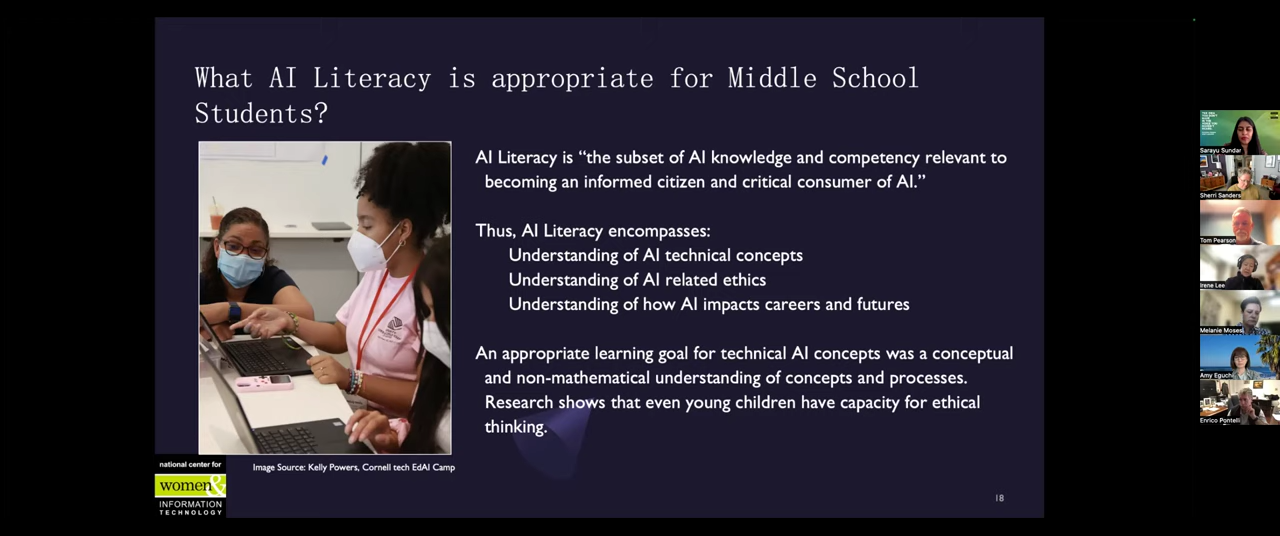 What AI Literacy is appropriate for Middle School
Students?
AI Literacy is “the subset of AI knowledge and competency relevant to
becoming an informed citizen and critical consumer of AI.”
Thus, AI Literacy encompasses:
Understanding of AI technical concepts
Understanding of AI related ethics
Understanding of how AI impacts careers and futures
An appropriate learning goal for technical AI concepts was a conceptual
and non-mathematical understanding of concepts and processes.
Research shows that even young children have capacity for ethical
thinking.
Image Source: Kelly Powers, Cornell tech EdAI Camp
national center for
women&
INFORMATION
TECHNOLOGY
18
Sarayu Sundar
Sherri Sanders
Tom Pearson
Irene Lee
Melanie Moses
Amy Eguchi
Enrico Pontelli